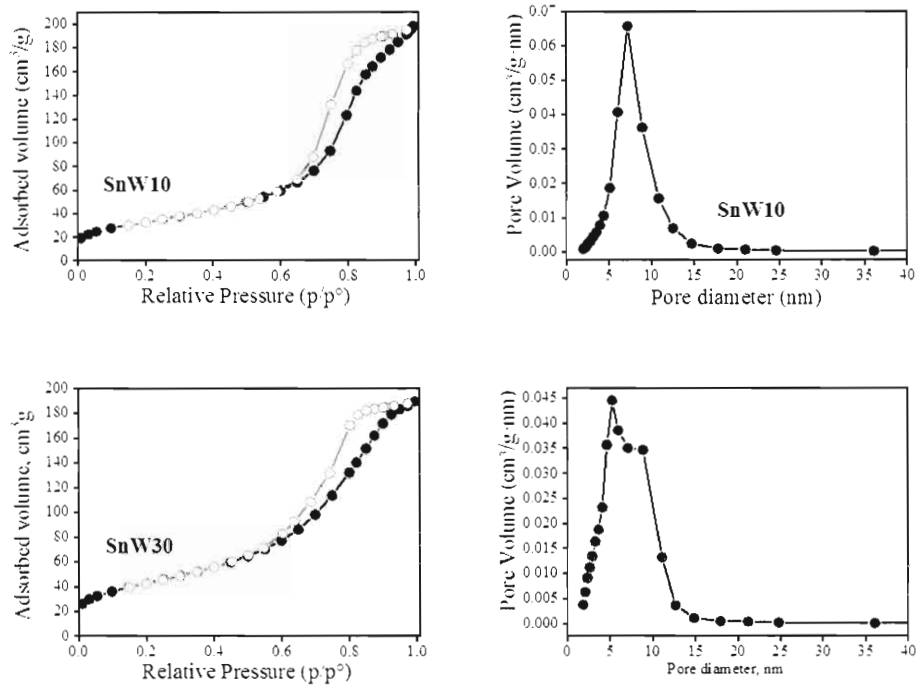 Adsorbed volume (cm³/g)
200
180
160
140
120
100
80
60
40
20
0
SnW10
0.0 0.2 0.4 0.6 0.8 1.0
Relative Pressure (p/p°)
Pore Volume (cm³/g·nm)
0.07
0.06
0.05
0.04
0.03
0.02
0.01
0.00
SnW10
0 5 10 15 20 25 30 35 40
Pore diameter (nm)
Adsorbed volume, cm³g
200
180
160
140
120
100
80
60
40
20
0
SnW30
0.0 0.2 0.4 0.6 0.8 1.0
Relative Pressure (p/p°)
Pore Volume (cm³/g·nm)
0.045
0.040
0.035
0.030
0.025
0.020
0.015
0.010
0.005
0.000
0 5 10 15 20 25 30 35 40
Pore diameter, nm